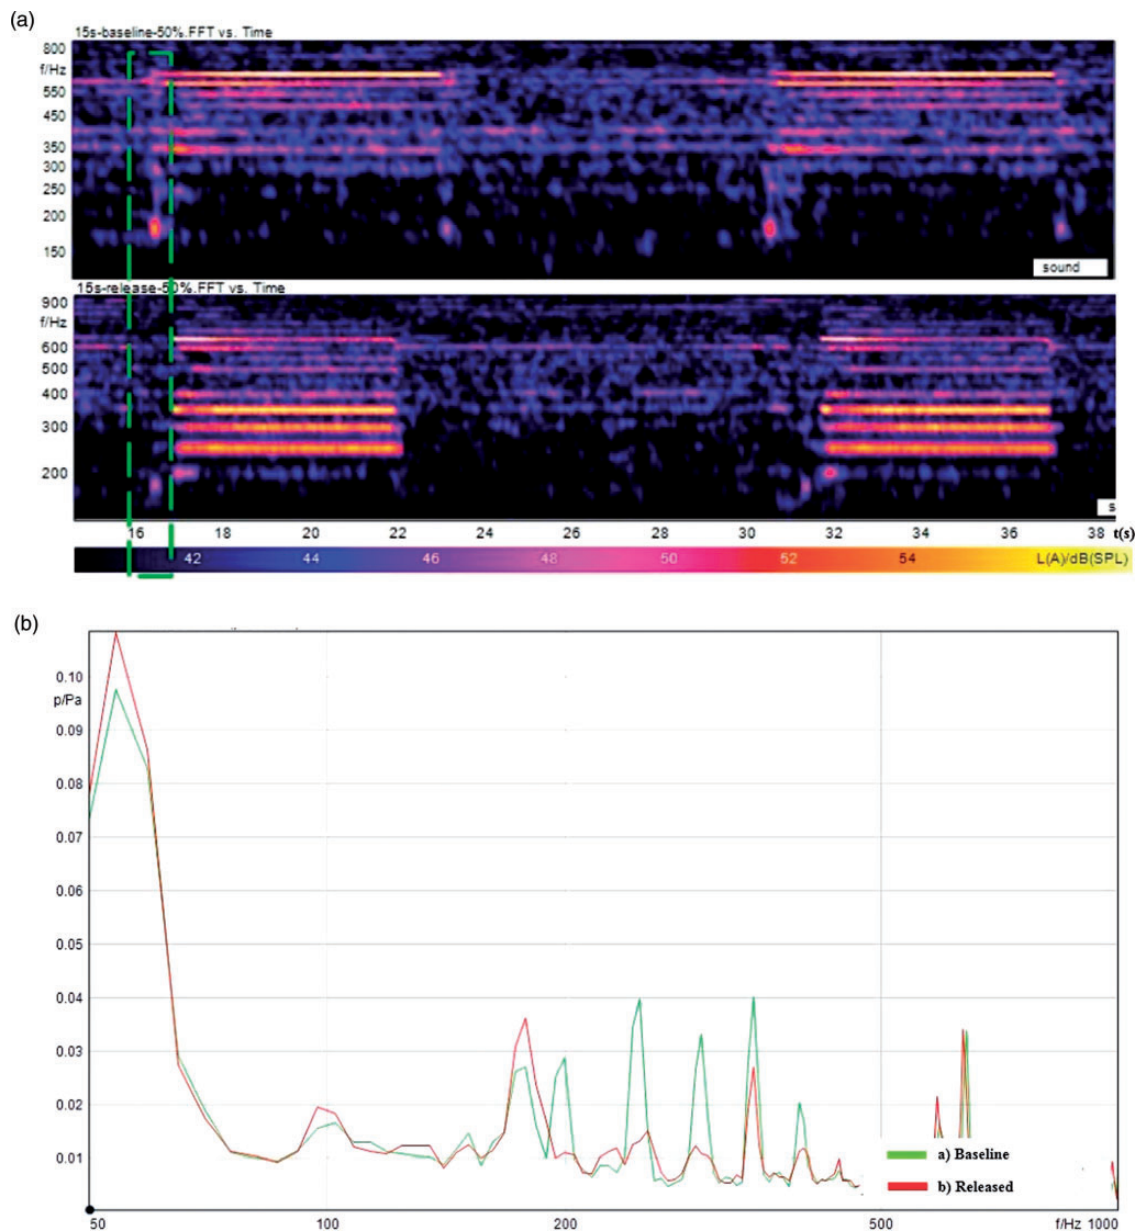 (a)
15s-baseline-50%.FFT vs. Time
800
f/Hz
550
450
350
300
250
200
150
sound
15s-release-50%.FFT vs. Time
900
f/Hz
600
500
400
300
200
s
16 18 20 22 24 26 28 30 32 34 36 38 t(s)
42 44 46 48 50 52 54 L(A)/dB(SPL)
(b)
0.10
p/Pa
0.09
0.08
0.07
0.06
0.05
0.04
0.03
0.02
0.01
a) Baseline
b) Released
50 100 200 500 f/Hz 1000